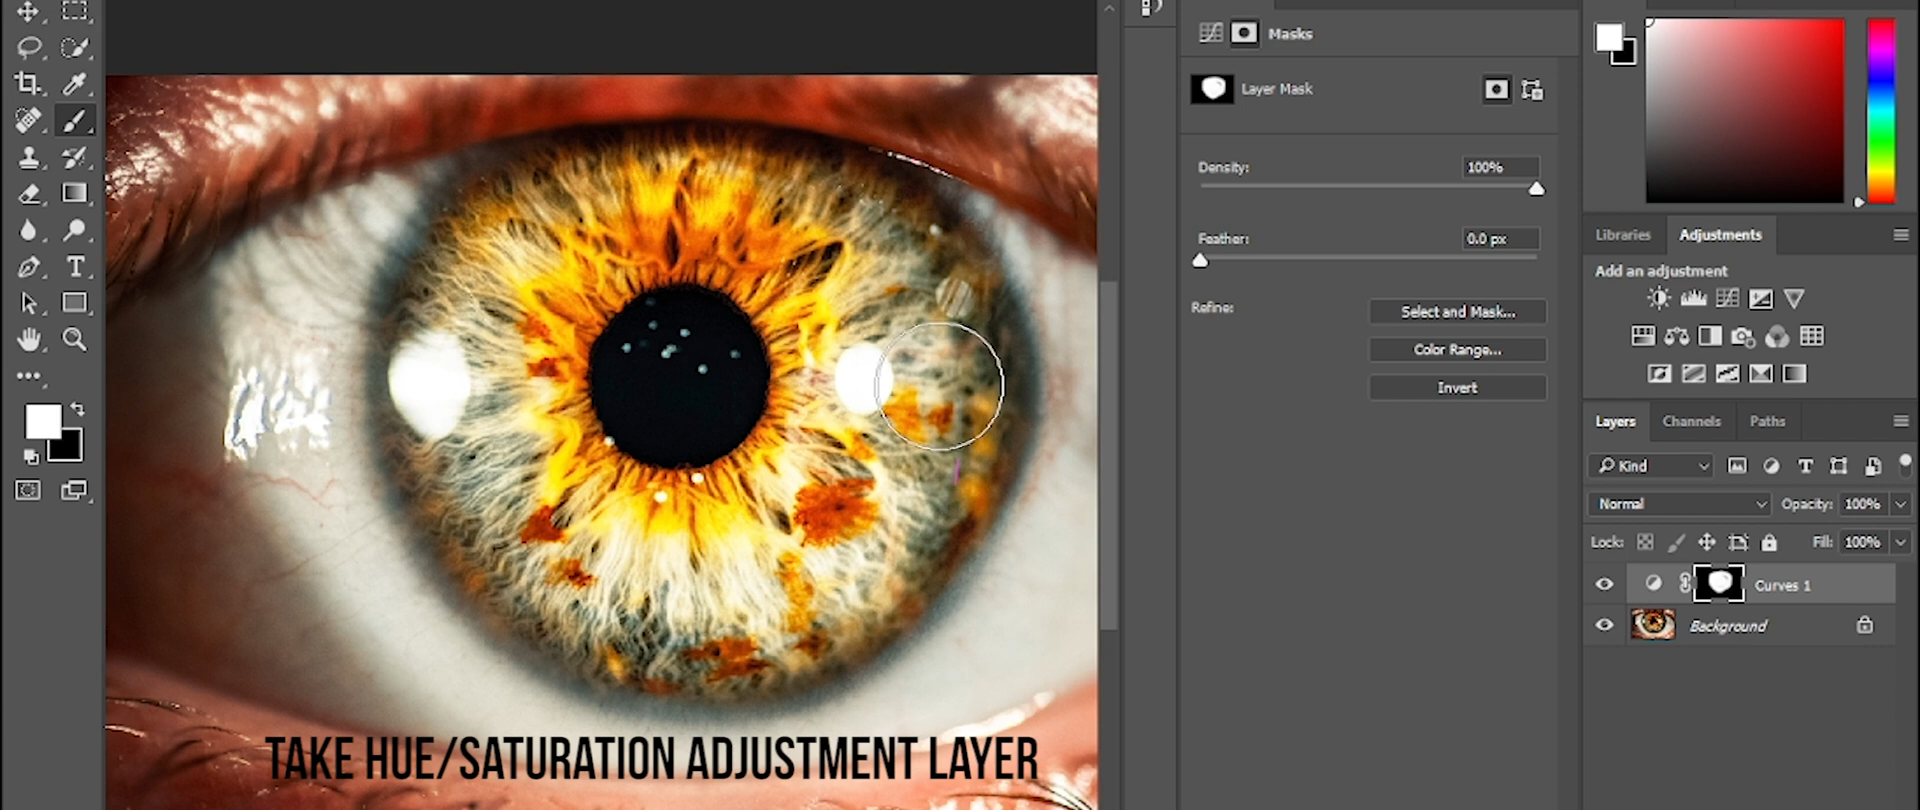 Masks
Layer Mask
Density: 100%
Feather: 0.0 px
Refine:
Select and Mask...
Color Range...
Invert
Libraries Adjustments
Add an adjustment
Layers Channels Paths
Kind
Normal Opacity: 100%
Lock: Fill: 100%
Curves 1
Background
TAKE HUE/SATURATION ADJUSTMENT LAYER